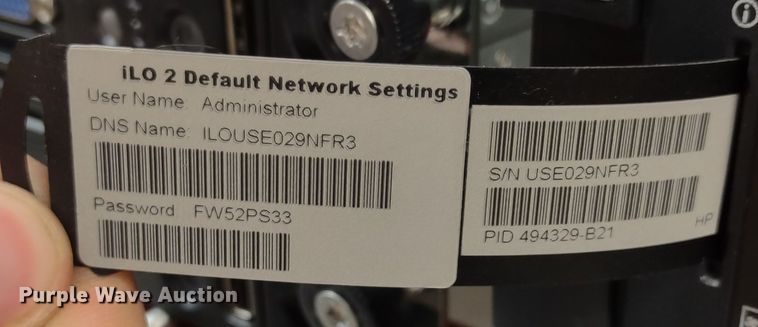 iLO 2 Default Network Settings
User Name: Administrator
DNS Name: ILOUSE029NFR3
Password: FW52PS33
S/N USE029NFR3
PID 494329-B21
HP
Purple Wave Auction